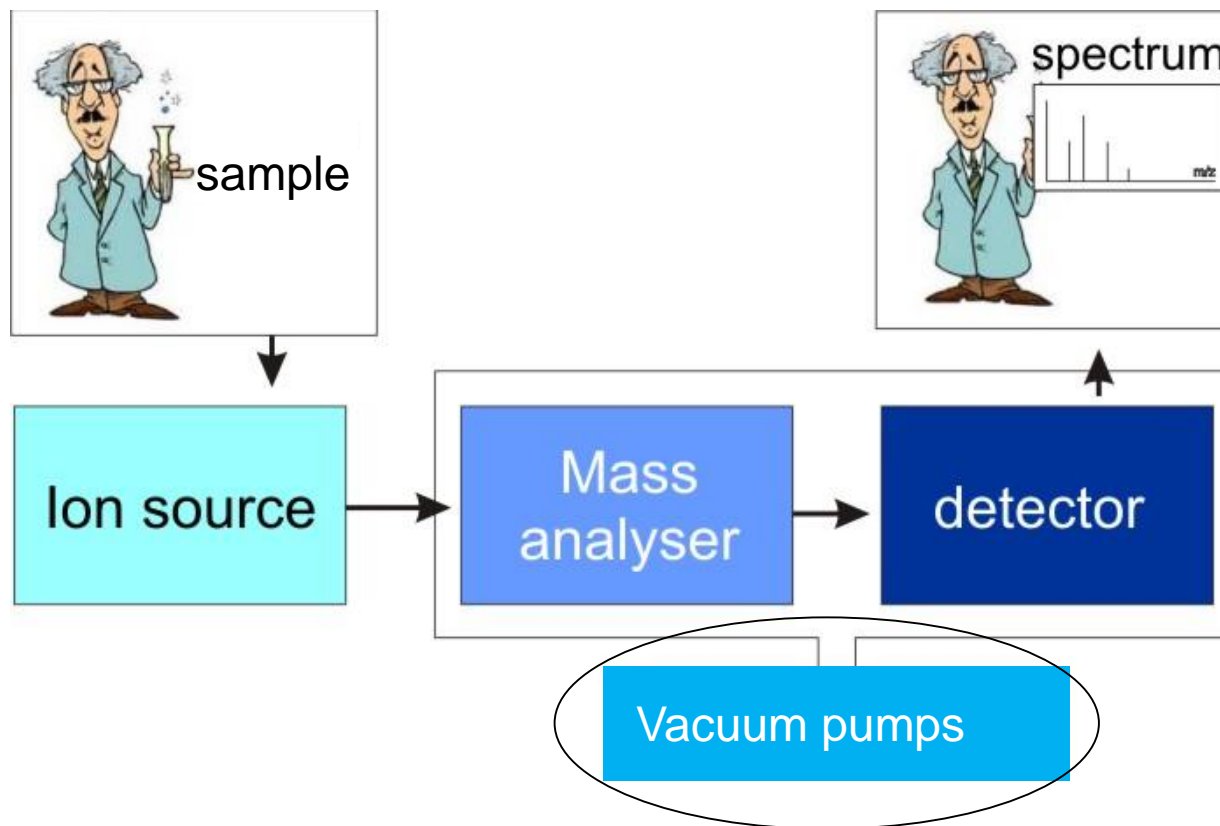 sample
spectrum
m/z
Ion source
Mass
analyser
detector
Vacuum pumps